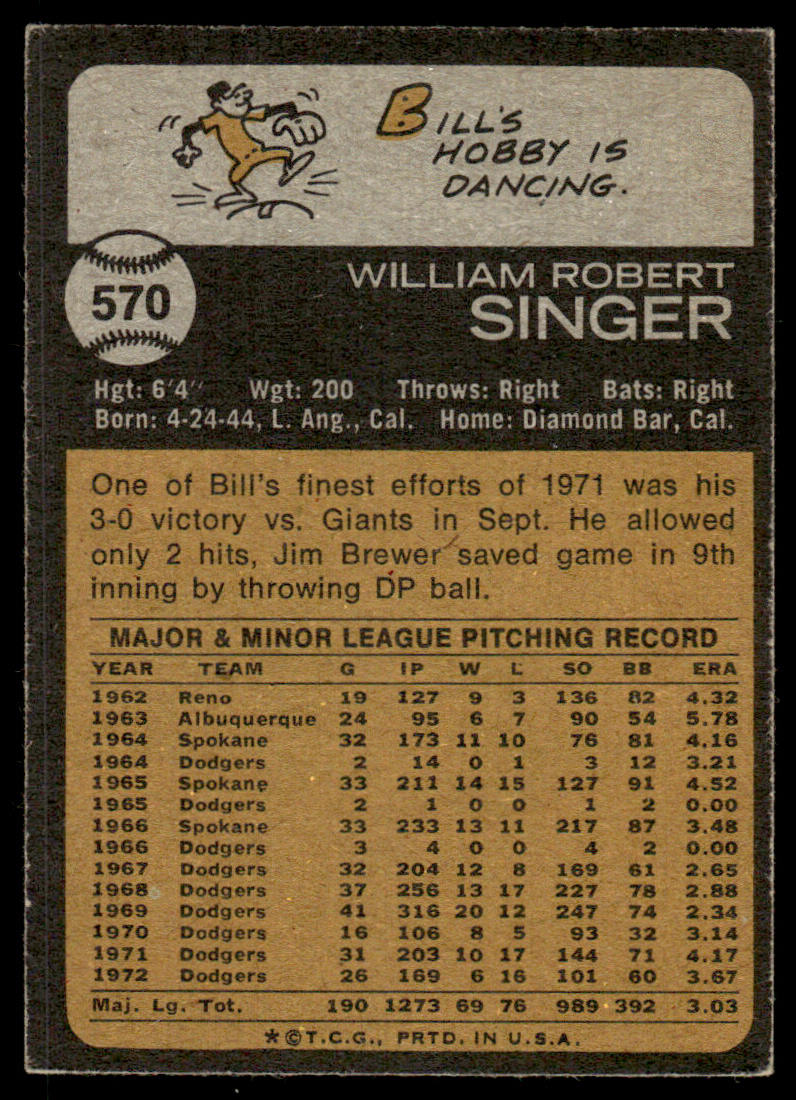 BILL'S
HOBBY IS
DANCING.
570
WILLIAM ROBERT
SINGER
Hgt: 6'4" Wgt: 200 Throws: Right Bats: Right
Born: 4-24-44, L. Ang., Cal. Home: Diamond Bar, Cal.
One of Bill's finest efforts of 1971 was his
3-0 victory vs. Giants in Sept. He allowed
only 2 hits, Jim Brewer saved game in 9th
inning by throwing DP ball.
MAJOR & MINOR LEAGUE PITCHING RECORD
YEAR TEAM G IP W L SO BB ERA
1962 Reno 19 127 9 3 136 82 4.32
1963 Albuquerque 24 95 6 7 90 54 5.78
1964 Spokane 32 173 11 10 76 81 4.16
1964 Dodgers 2 14 0 1 3 12 3.21
1965 Spokane 33 211 14 15 127 91 4.52
1965 Dodgers 2 1 0 0 1 2 0.00
1966 Spokane 33 233 13 11 217 87 3.48
1966 Dodgers 3 4 0 0 4 2 0.00
1967 Dodgers 32 204 12 8 169 61 2.65
1968 Dodgers 37 256 13 17 227 78 2.88
1969 Dodgers 41 316 20 12 247 74 2.34
1970 Dodgers 16 106 8 5 93 32 3.14
1971 Dodgers 31 203 10 17 144 71 4.17
1972 Dodgers 26 169 6 16 101 60 3.67
Maj. Lg. Tot. 190 1273 69 76 989 392 3.03
*©T.C.G., PRTD. IN U.S.A.